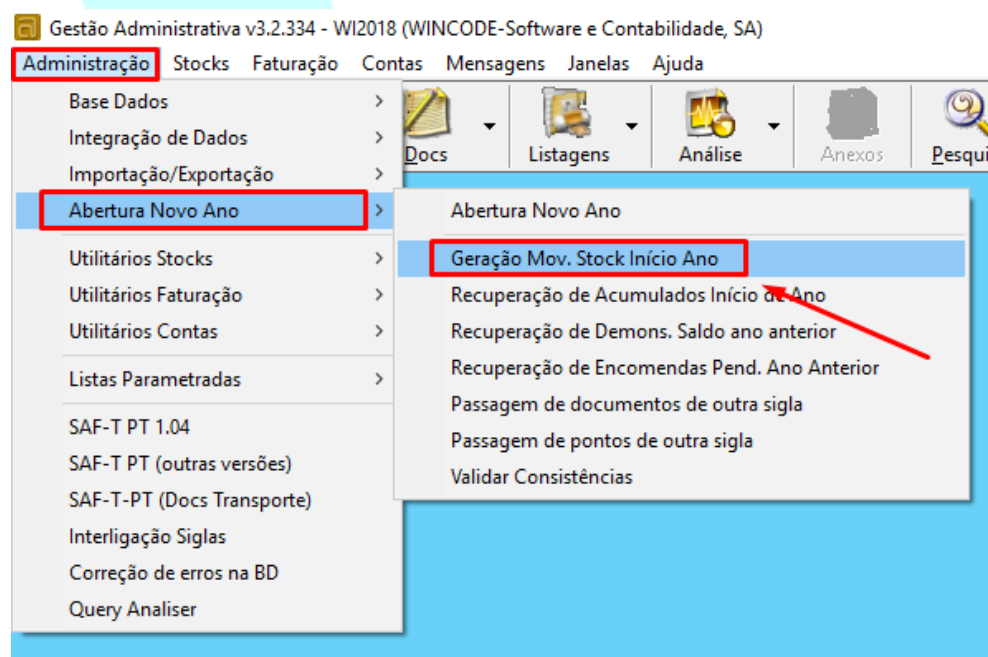 Gestão Administrativa v3.2.334 - WI2018 (WINCODE-Software e Contabilidade, SA)
Administração Stocks Faturação Contas Mensagens Janelas Ajuda
Docs Listagens Análise Anexos Pesqui
Base Dados
Integração de Dados
Importação/Exportação
Abertura Novo Ano
Utilitários Stocks
Utilitários Faturação
Utilitários Contas
Listas Parametradas
SAF-T PT 1.04
SAF-T PT (outras versões)
SAF-T-PT (Docs Transporte)
Interligação Siglas
Correção de erros na BD
Query Analiser
Abertura Novo Ano
Geração Mov. Stock Início Ano
Recuperação de Acumulados Início de Ano
Recuperação de Demons. Saldo ano anterior
Recuperação de Encomendas Pend. Ano Anterior
Passagem de documentos de outra sigla
Passagem de pontos de outra sigla
Validar Consistências